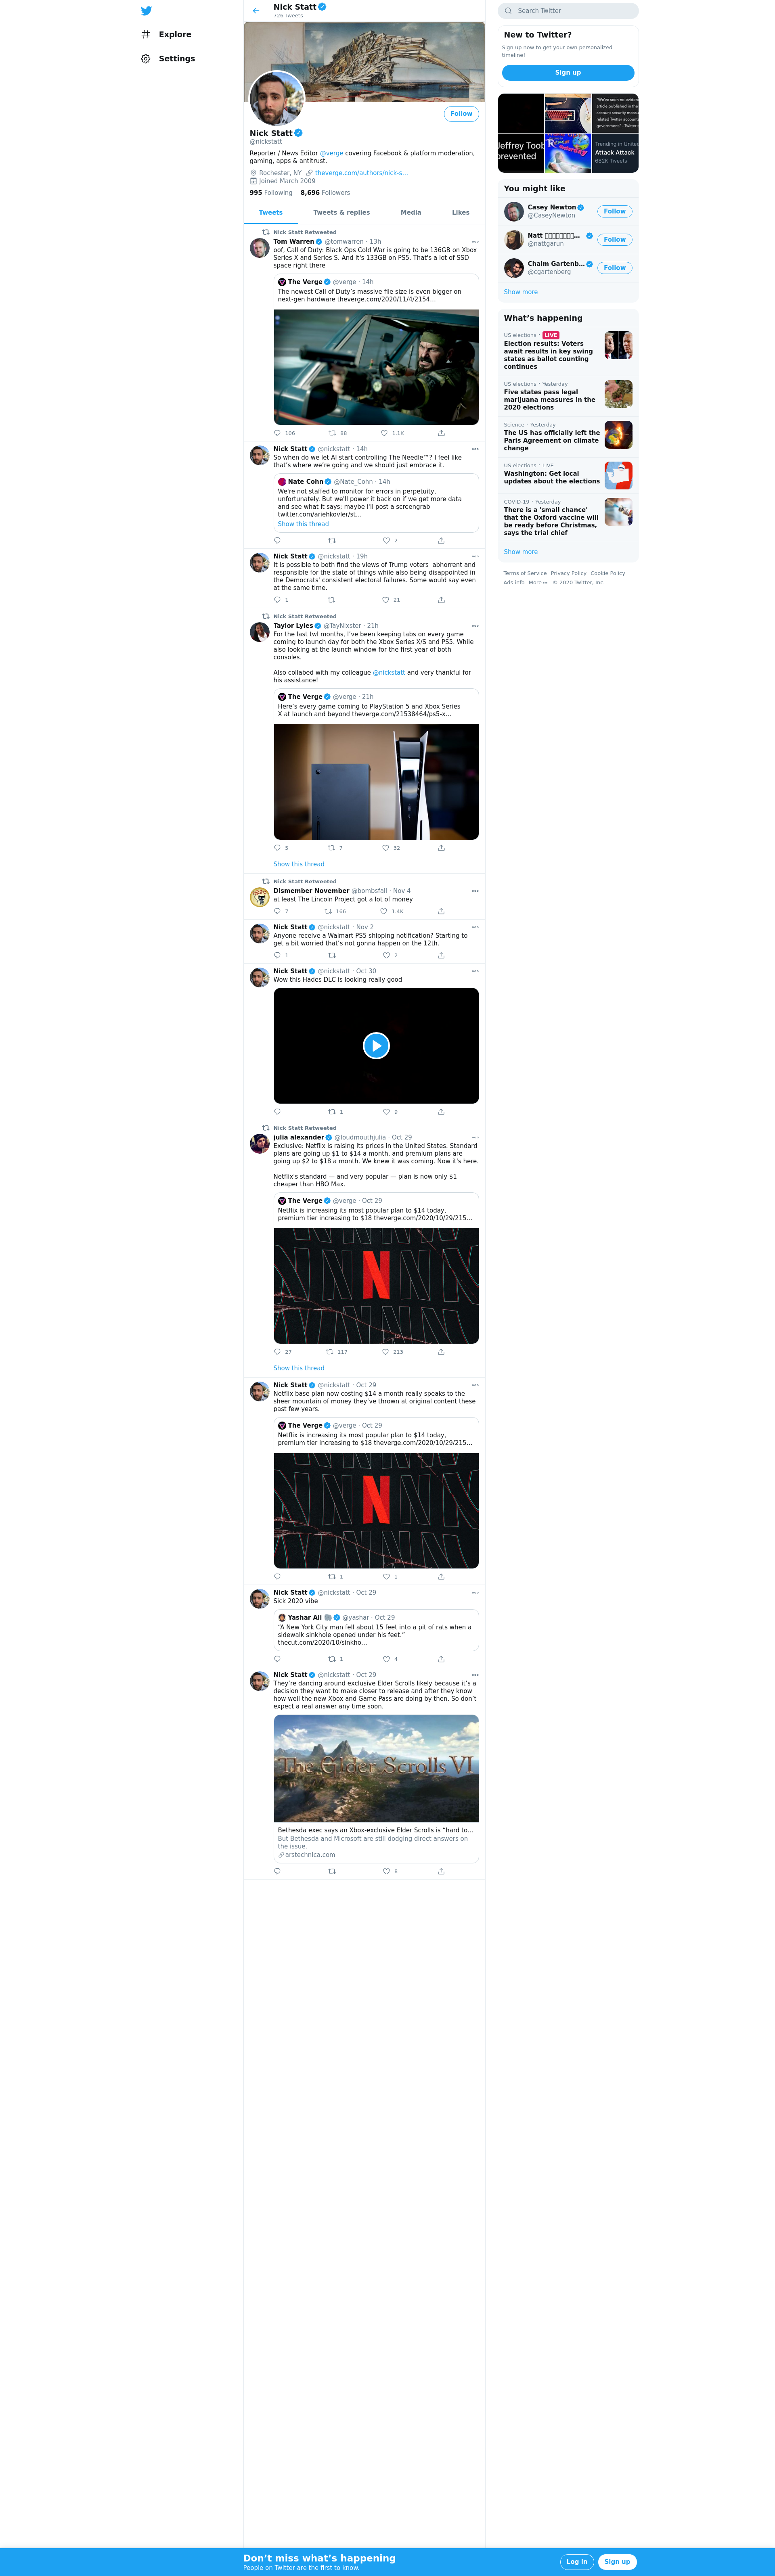 Explore
Settings
Nick Statt
726 Tweets
Follow
Nick Statt
@nickstatt
Reporter / News Editor @verge covering Facebook & platform moderation,
gaming, apps & antitrust.
Rochester, NY theverge.com/authors/nick-s…
Joined March 2009
995 Following 8,696 Followers
Tweets Tweets & replies Media Likes
Nick Statt Retweeted
Tom Warren @tomwarren · 13h
oof, Call of Duty: Black Ops Cold War is going to be 136GB on Xbox
Series X and Series S. And it's 133GB on PS5. That's a lot of SSD
space right there
The Verge @verge · 14h
The newest Call of Duty's massive file size is even bigger on
next-gen hardware theverge.com/2020/11/4/2154…
106 88 1.1K
Nick Statt @nickstatt · 14h
So when do we let AI start controlling The Needle™? I feel like
that's where we're going and we should just embrace it.
Nate Cohn @Nate_Cohn · 14h
We're not staffed to monitor for errors in perpetuity,
unfortunately. But we'll power it back on if we get more data
and see what it says; maybe I'll post a screengrab
twitter.com/ariehkovler/st…
Show this thread
2
Nick Statt @nickstatt · 19h
It is possible to both find the views of Trump voters abhorrent and
responsible for the state of things while also being disappointed in
the Democrats' consistent electoral failures. Some would say even
at the same time.
1 21
Nick Statt Retweeted
Taylor Lyles @TayNixster · 21h
For the last twl months, I've been keeping tabs on every game
coming to launch day for both the Xbox Series X/S and PS5. While
also looking at the launch window for the first year of both
consoles.
Also collabed with my colleague @nickstatt and very thankful for
his assistance!
The Verge @verge · 21h
Here's every game coming to PlayStation 5 and Xbox Series
X at launch and beyond theverge.com/21538464/ps5-x…
5 7 32
Show this thread
Nick Statt Retweeted
Dismember November @bombsfall · Nov 4
at least The Lincoln Project got a lot of money
7 166 1.4K
Nick Statt @nickstatt · Nov 2
Anyone receive a Walmart PS5 shipping notification? Starting to
get a bit worried that's not gonna happen on the 12th.
1 2
Nick Statt @nickstatt · Oct 30
Wow this Hades DLC is looking really good
1 9
Nick Statt Retweeted
julia alexander @loudmouthjulia · Oct 29
Exclusive: Netflix is raising its prices in the United States. Standard
plans are going up $1 to $14 a month, and premium plans are
going up $2 to $18 a month. We knew it was coming. Now it's here.
Netflix's standard — and very popular — plan is now only $1
cheaper than HBO Max.
The Verge @verge · Oct 29
Netflix is increasing its most popular plan to $14 today,
premium tier increasing to $18 theverge.com/2020/10/29/215…
27 117 213
Show this thread
Nick Statt @nickstatt · Oct 29
Netflix base plan now costing $14 a month really speaks to the
sheer mountain of money they've thrown at original content these
past few years.
The Verge @verge · Oct 29
Netflix is increasing its most popular plan to $14 today,
premium tier increasing to $18 theverge.com/2020/10/29/215…
1 1
Nick Statt @nickstatt · Oct 29
Sick 2020 vibe
Yashar Ali @yashar · Oct 29
"A New York City man fell about 15 feet into a pit of rats when a
sidewalk sinkhole opened under his feet."
thecut.com/2020/10/sinkho…
1 4
Nick Statt @nickstatt · Oct 29
They're dancing around exclusive Elder Scrolls likely because it's a
decision they want to make closer to release and after they know
how well the new Xbox and Game Pass are doing by then. So don't
expect a real answer any time soon.
The Elder Scrolls VI
Bethesda exec says an Xbox-exclusive Elder Scrolls is "hard to…
But Bethesda and Microsoft are still dodging direct answers on
the issue.
arstechnica.com
8
Search Twitter
New to Twitter?
Sign up now to get your own personalized
timeline!
Sign up
Jeffrey Toob
prevented
Trending in United
Attack Attack
682K Tweets
You might like
Casey Newton
@CaseyNewton
Follow
Natt
@nattgarun
Follow
Chaim Gartenb…
@cgartenberg
Follow
Show more
What's happening
US elections · LIVE
Election results: Voters
await results in key swing
states as ballot counting
continues
US elections · Yesterday
Five states pass legal
marijuana measures in the
2020 elections
Science · Yesterday
The US has officially left the
Paris Agreement on climate
change
US elections · LIVE
Washington: Get local
updates about the elections
COVID-19 · Yesterday
There is a 'small chance'
that the Oxford vaccine will
be ready before Christmas,
says the trial chief
Show more
Terms of Service Privacy Policy Cookie Policy
Ads info More © 2020 Twitter, Inc.
Don't miss what's happening
People on Twitter are the first to know.
Log in Sign up